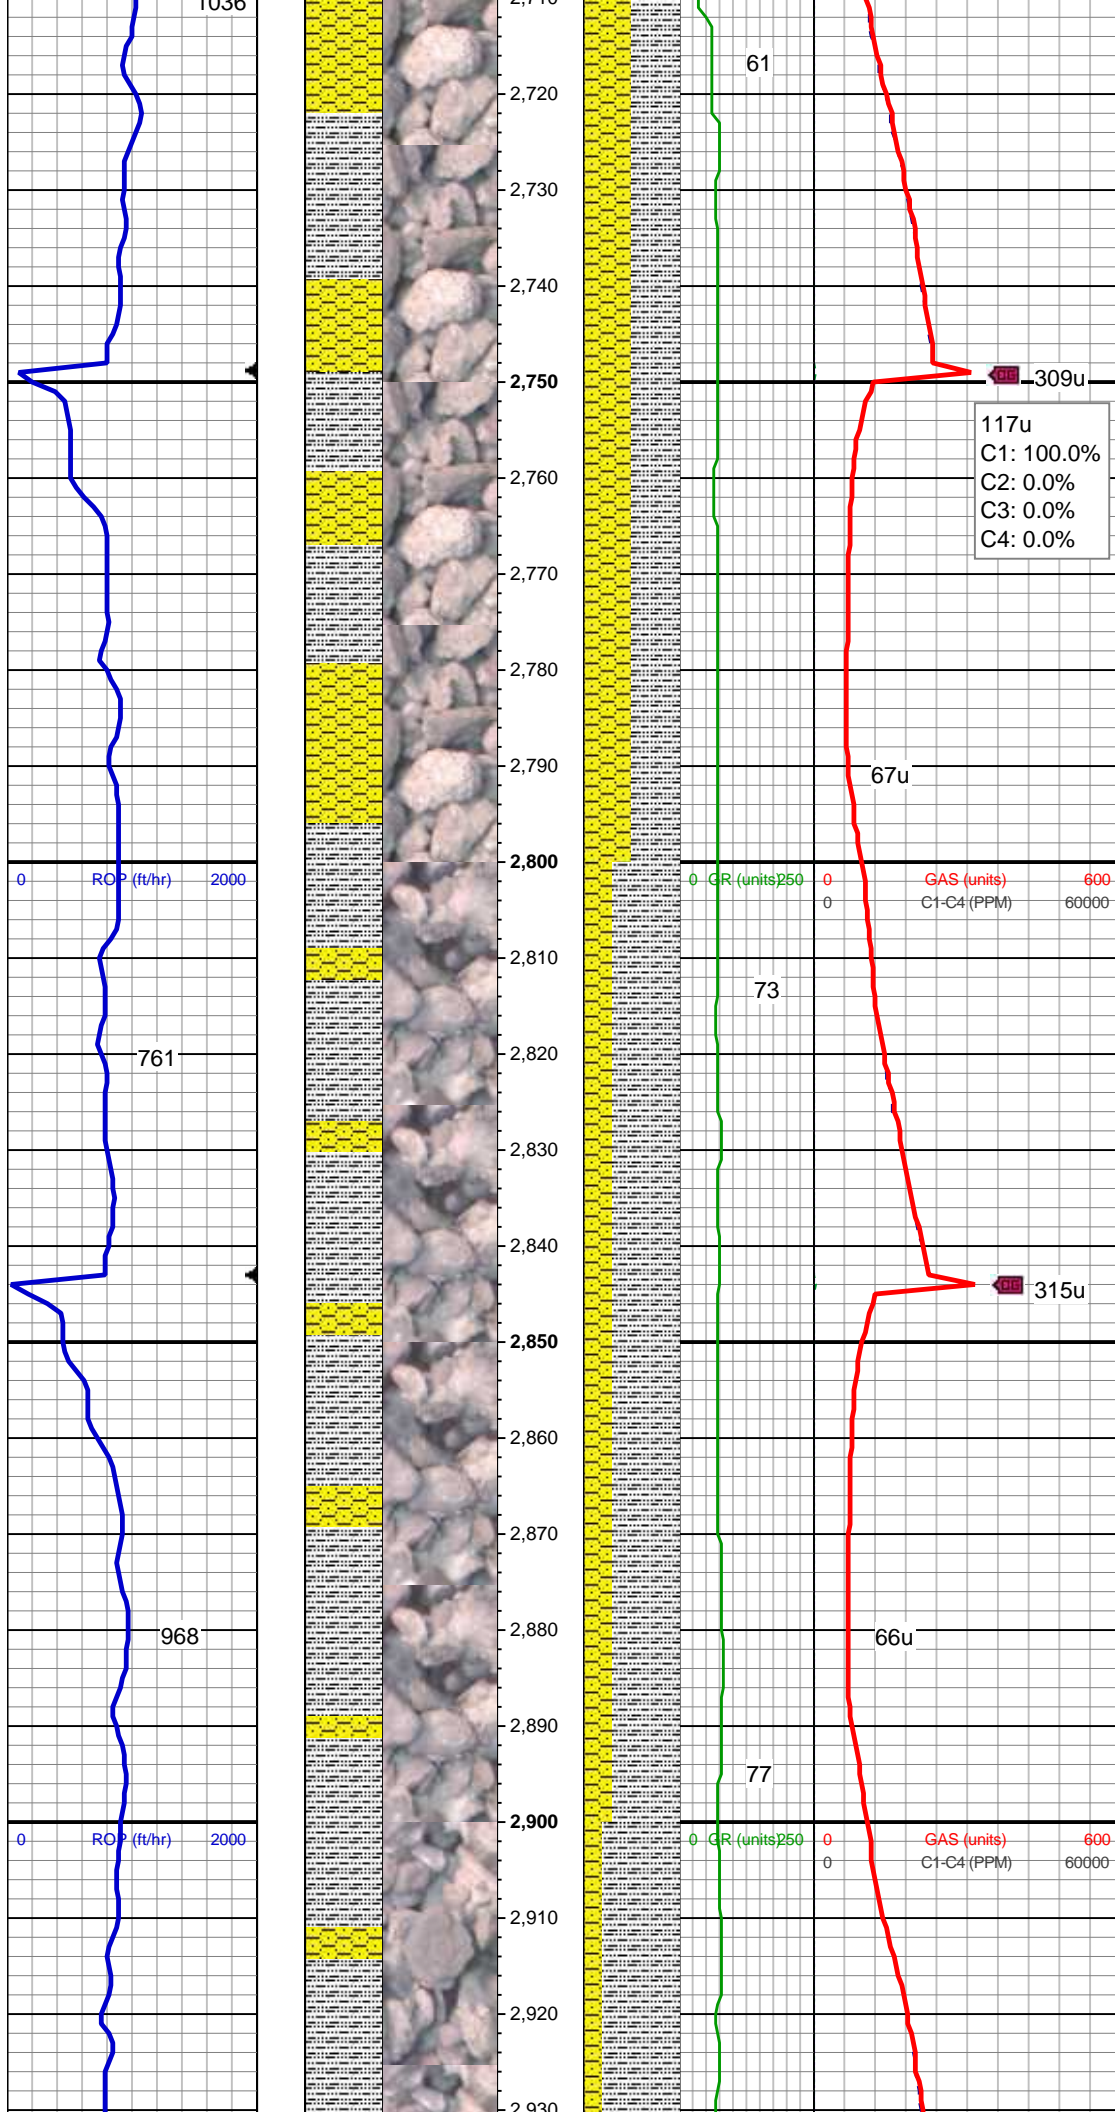 1036
61
2,720
2,730
2,740
2,750
309u
117u
C1: 100.0%
C2: 0.0%
C3: 0.0%
C4: 0.0%
2,760
2,770
2,780
2,790
67u
2,800
0 ROP (ft/hr) 2000
0 GR (units) 250
0 GAS (units) 600
0 C1-C4 (PPM) 60000
2,810
73
2,820
761
2,830
2,840
315u
2,850
2,860
2,870
2,880
968
66u
2,890
77
2,900
0 ROP (ft/hr) 2000
0 GR (units) 250
0 GAS (units) 600
0 C1-C4 (PPM) 60000
2,910
2,920
2,930